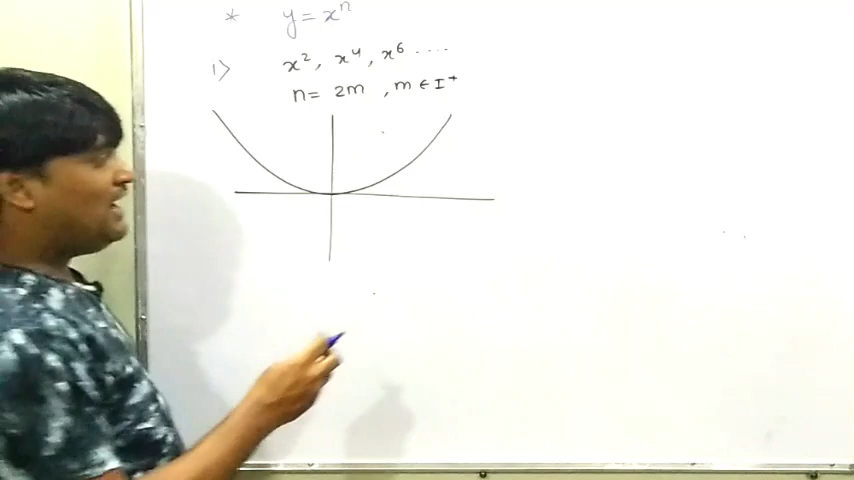 * y = xⁿ
1) x², x⁴, x⁶ ....
n = 2m , m ∈ I⁺